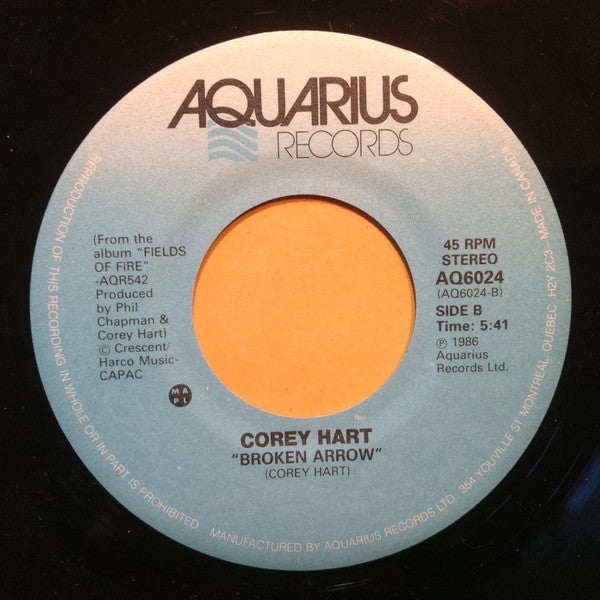 AQUARIUS
RECORDS
(From the
album "FIELDS
OF FIRE"
-AQR542
Produced
by Phil
Chapman &
Corey Hart)
© Crescent/
Harco Music-
CAPAC
MAPL
45 RPM
STEREO
AQ6024
(AQ6024-B)
SIDE B
Time: 5:41
℗ 1986
Aquarius
Records Ltd.
COREY HART
"BROKEN ARROW"
(COREY HART)
REPRODUCTION OF THIS RECORDING IN WHOLE OR IN PART IS PROHIBITED
MANUFACTURED BY AQUARIUS RECORDS LTD. 354 YOUVILLE ST MONTREAL, QUEBEC H2Y 2C3 – MADE IN CANADA